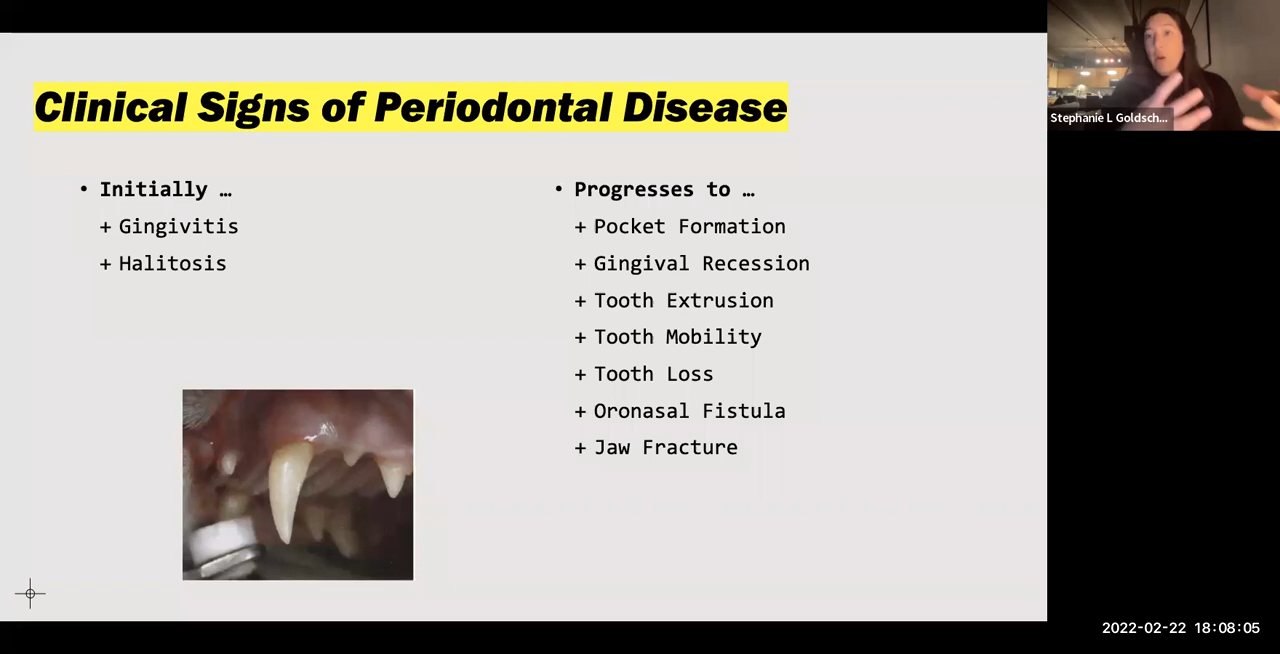 Clinical Signs of Periodontal Disease
• Initially …
+ Gingivitis
+ Halitosis
• Progresses to …
+ Pocket Formation
+ Gingival Recession
+ Tooth Extrusion
+ Tooth Mobility
+ Tooth Loss
+ Oronasal Fistula
+ Jaw Fracture
Stephanie L Goldsch...
2022-02-22 18:08:05